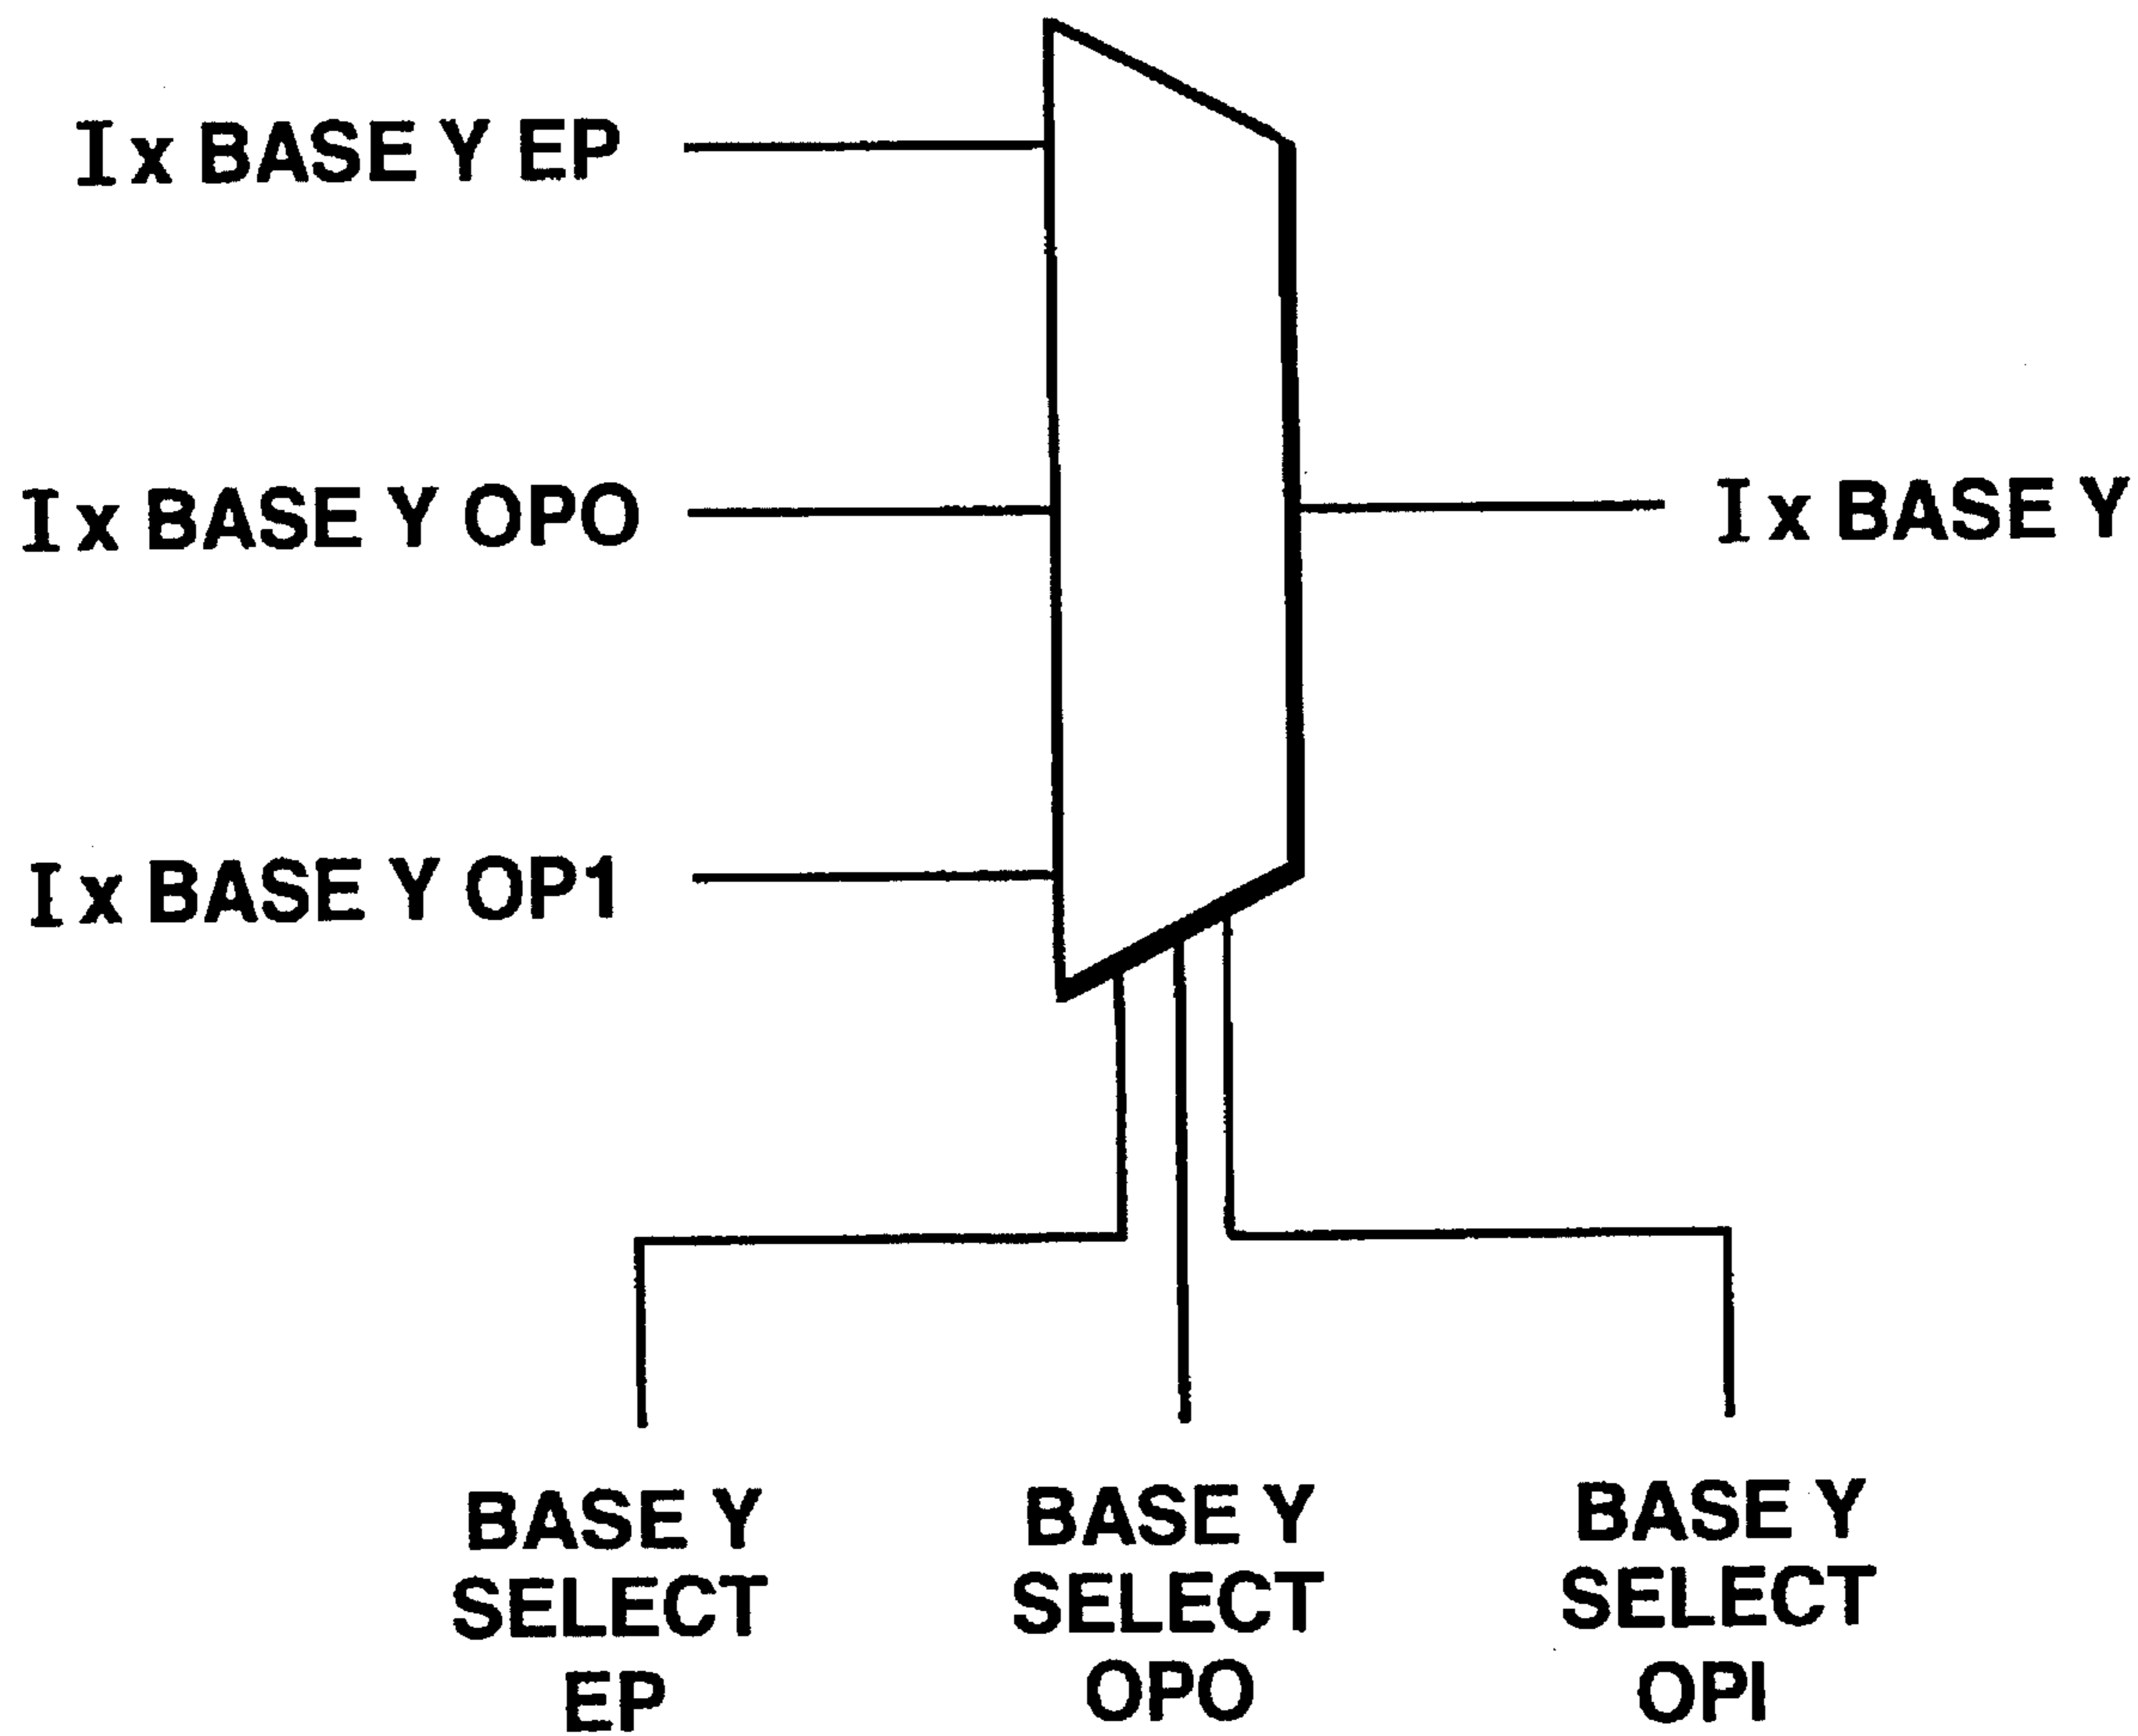 Ix BASE Y EP
Ix BASE Y OPO
Ix BASE Y
Ix BASE Y OP1
BASE Y
SELECT
EP
BASE Y
SELECT
OPO
BASE Y
SELECT
OPI